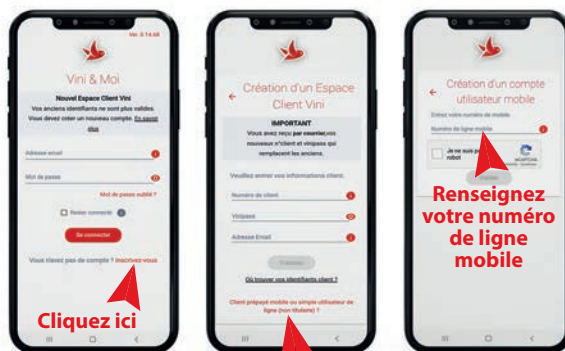 Ver. 8.14.68
Vini & Moi
Nouvel Espace Client Vini
Vos anciens identifiants ne sont plus valides.
Vous devez créer un nouveau compte. En savoir
plus
Adresse email
Mot de passe
Mot de passe oublié ?
Rester connecté
Se connecter
Vous n'avez pas de compte ? Inscrivez-vous
Cliquez ici
Création d'un Espace
Client Vini
IMPORTANT
Vous avez reçu par courrier,vos
nouveaux n°client et vinipass qui
remplacent les anciens.
Veuillez entrer vos informations client.
Numéro de client
Vinipass
Adresse Email
Où trouver vos identifiants client ?
Client prépayé mobile ou simple utilisateur de
ligne (non titulaire) ?
Création d'un compte
utilisateur mobile
Entrez votre numéro de mobile
Numéro de ligne mobile
Je ne suis pas
robot
reCAPTCHA
Renseignez
votre numéro
de ligne
mobile